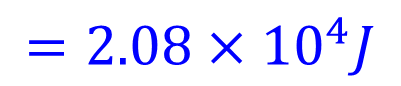 = 2.08 × 10⁴J